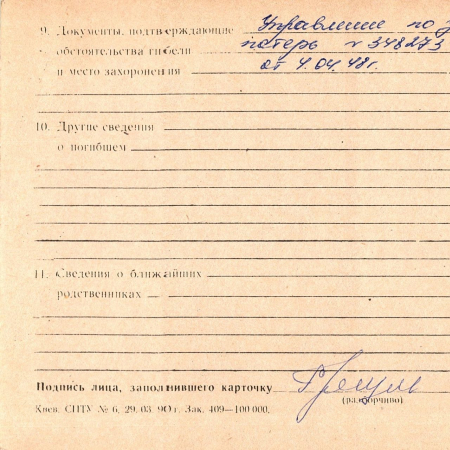 9. Документы, подтверждающие Управление по
обстоятельства гибели потерь № 348273
и место захоронения от 4.04.48г.
10. Другие сведения
о погибшем
11. Сведения о ближайших
родственниках
Подпись лица, заполнившего карточку
(разборчиво)
Киев. СПТУ № 6, 29. 03. 90 г. Зак. 409—100 000.